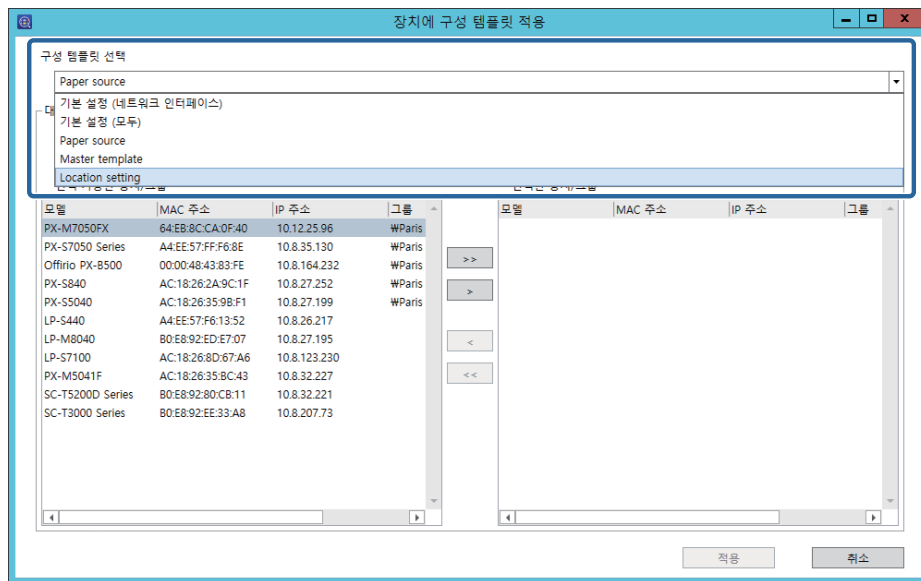 장치에 구성 템플릿 적용
구성 템플릿 선택
Paper source
기본 설정 (네트워크 인터페이스)
기본 설정 (모두)
Paper source
Master template
Location setting
모델 MAC 주소 IP 주소 그룹 모델 MAC 주소 IP 주소 그룹
PX-M7050FX 64:EB:8C:CA:0F:40 10.12.25.96 ₩Paris
PX-S7050 Series A4:EE:57:FF:F6:8E 10.8.35.130 ₩Paris
Offirio PX-B500 00:00:48:43:83:FE 10.8.164.232 ₩Paris
>>
PX-S840 AC:18:26:2A:9C:1F 10.8.27.252 ₩Paris
>
PX-S5040 AC:18:26:35:9B:F1 10.8.27.199 ₩Paris
LP-S440 A4:EE:57:F6:13:52 10.8.26.217
LP-M8040 B0:E8:92:ED:E7:07 10.8.27.195
<
LP-S7100 AC:18:26:8D:67:A6 10.8.123.230
PX-M5041F AC:18:26:35:BC:43 10.8.32.227
<<
SC-T5200D Series B0:E8:92:80:CB:11 10.8.32.221
SC-T3000 Series B0:E8:92:EE:33:A8 10.8.207.73
적용 취소